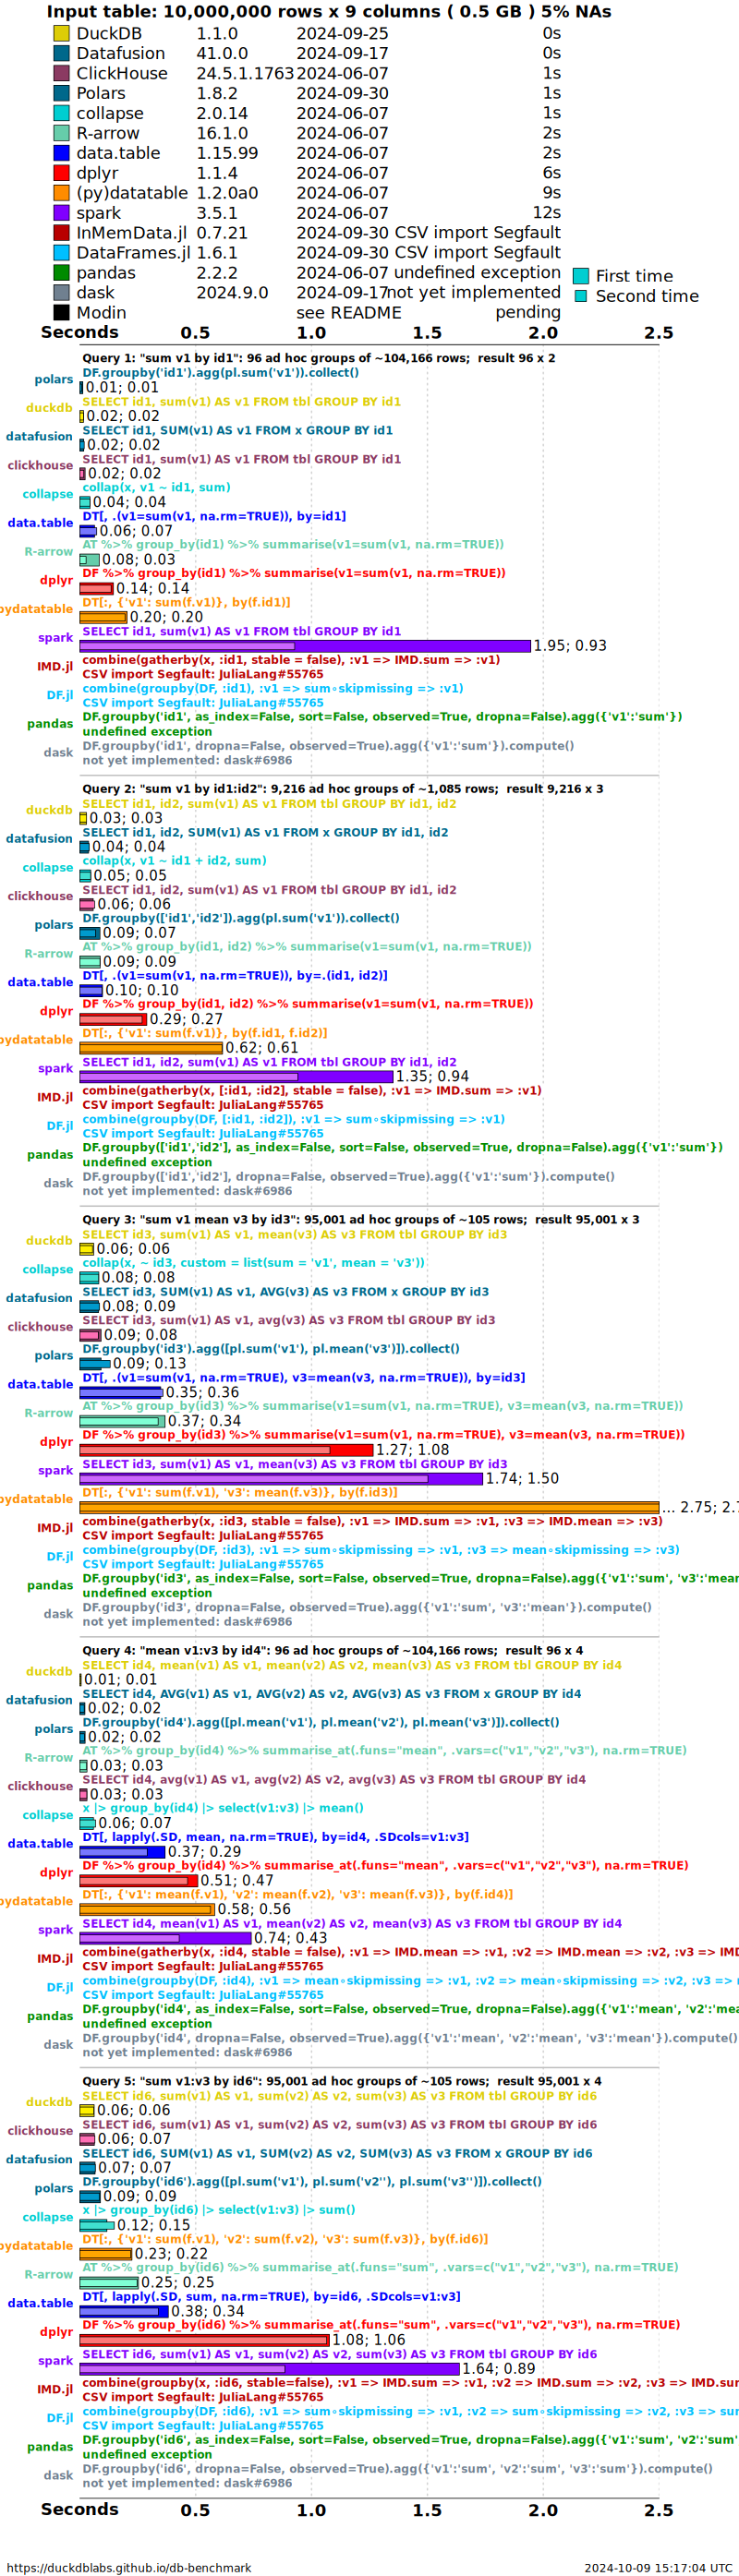 Input table: 10,000,000 rows x 9 columns ( 0.5 GB ) 5% NAs
DuckDB 1.1.0 2024-09-25 0s
Datafusion 41.0.0 2024-09-17 0s
ClickHouse 24.5.1.1763 2024-06-07 1s
Polars 1.8.2 2024-09-30 1s
collapse 2.0.14 2024-06-07 1s
R-arrow 16.1.0 2024-06-07 2s
data.table 1.15.99 2024-06-07 2s
dplyr 1.1.4 2024-06-07 6s
(py)datatable 1.2.0a0 2024-06-07 9s
spark 3.5.1 2024-06-07 12s
InMemData.jl 0.7.21 2024-09-30 CSV import Segfault
DataFrames.jl 1.6.1 2024-09-30 CSV import Segfault
pandas 2.2.2 2024-06-07 undefined exception First time
dask 2024.9.0 2024-09-17 not yet implemented Second time
Modin see README pending
Seconds 0.5 1.0 1.5 2.0 2.5
Query 1: "sum v1 by id1": 96 ad hoc groups of ~104,166 rows; result 96 x 2
DF.groupby('id1').agg(pl.sum('v1')).collect()
polars 0.01; 0.01
SELECT id1, sum(v1) AS v1 FROM tbl GROUP BY id1
duckdb 0.02; 0.02
SELECT id1, SUM(v1) AS v1 FROM x GROUP BY id1
datafusion 0.02; 0.02
SELECT id1, sum(v1) AS v1 FROM tbl GROUP BY id1
clickhouse 0.02; 0.02
collap(x, v1 ~ id1, sum)
collapse 0.04; 0.04
DT[, .(v1=sum(v1, na.rm=TRUE)), by=id1]
data.table 0.06; 0.07
AT %>% group_by(id1) %>% summarise(v1=sum(v1, na.rm=TRUE))
R-arrow 0.08; 0.03
DF %>% group_by(id1) %>% summarise(v1=sum(v1, na.rm=TRUE))
dplyr 0.14; 0.14
DT[:, {'v1': sum(f.v1)}, by(f.id1)]
pydatatable 0.20; 0.20
SELECT id1, sum(v1) AS v1 FROM tbl GROUP BY id1
spark 1.95; 0.93
combine(gatherby(x, :id1, stable = false), :v1 => IMD.sum => :v1)
IMD.jl CSV import Segfault: JuliaLang#55765
combine(groupby(DF, :id1), :v1 => sum∘skipmissing => :v1)
DF.jl CSV import Segfault: JuliaLang#55765
DF.groupby('id1', as_index=False, sort=False, observed=True, dropna=False).agg({'v1':'sum'})
pandas undefined exception
DF.groupby('id1', dropna=False, observed=True).agg({'v1':'sum'}).compute()
dask not yet implemented: dask#6986
Query 2: "sum v1 by id1:id2": 9,216 ad hoc groups of ~1,085 rows; result 9,216 x 3
SELECT id1, id2, sum(v1) AS v1 FROM tbl GROUP BY id1, id2
duckdb 0.03; 0.03
SELECT id1, id2, SUM(v1) AS v1 FROM x GROUP BY id1, id2
datafusion 0.04; 0.04
collap(x, v1 ~ id1 + id2, sum)
collapse 0.05; 0.05
SELECT id1, id2, sum(v1) AS v1 FROM tbl GROUP BY id1, id2
clickhouse 0.06; 0.06
DF.groupby(['id1','id2']).agg(pl.sum('v1')).collect()
polars 0.09; 0.07
AT %>% group_by(id1, id2) %>% summarise(v1=sum(v1, na.rm=TRUE))
R-arrow 0.09; 0.09
DT[, .(v1=sum(v1, na.rm=TRUE)), by=.(id1, id2)]
data.table 0.10; 0.10
DF %>% group_by(id1, id2) %>% summarise(v1=sum(v1, na.rm=TRUE))
dplyr 0.29; 0.27
DT[:, {'v1': sum(f.v1)}, by(f.id1, f.id2)]
pydatatable 0.62; 0.61
SELECT id1, id2, sum(v1) AS v1 FROM tbl GROUP BY id1, id2
spark 1.35; 0.94
combine(gatherby(x, [:id1, :id2], stable = false), :v1 => IMD.sum => :v1)
IMD.jl CSV import Segfault: JuliaLang#55765
combine(groupby(DF, [:id1, :id2]), :v1 => sum∘skipmissing => :v1)
DF.jl CSV import Segfault: JuliaLang#55765
DF.groupby(['id1','id2'], as_index=False, sort=False, observed=True, dropna=False).agg({'v1':'sum'})
pandas undefined exception
DF.groupby(['id1','id2'], dropna=False, observed=True).agg({'v1':'sum'}).compute()
dask not yet implemented: dask#6986
Query 3: "sum v1 mean v3 by id3": 95,001 ad hoc groups of ~105 rows; result 95,001 x 3
SELECT id3, sum(v1) AS v1, mean(v3) AS v3 FROM tbl GROUP BY id3
duckdb 0.06; 0.06
collap(x, ~ id3, custom = list(sum = 'v1', mean = 'v3'))
collapse 0.08; 0.08
SELECT id3, SUM(v1) AS v1, AVG(v3) AS v3 FROM x GROUP BY id3
datafusion 0.08; 0.09
SELECT id3, sum(v1) AS v1, avg(v3) AS v3 FROM tbl GROUP BY id3
clickhouse 0.09; 0.08
DF.groupby('id3').agg([pl.sum('v1'), pl.mean('v3')]).collect()
polars 0.09; 0.13
DT[, .(v1=sum(v1, na.rm=TRUE), v3=mean(v3, na.rm=TRUE)), by=id3]
data.table 0.35; 0.36
AT %>% group_by(id3) %>% summarise(v1=sum(v1, na.rm=TRUE), v3=mean(v3, na.rm=TRUE))
R-arrow 0.37; 0.34
DF %>% group_by(id3) %>% summarise(v1=sum(v1, na.rm=TRUE), v3=mean(v3, na.rm=TRUE))
dplyr 1.27; 1.08
SELECT id3, sum(v1) AS v1, mean(v3) AS v3 FROM tbl GROUP BY id3
spark 1.74; 1.50
DT[:, {'v1': sum(f.v1), 'v3': mean(f.v3)}, by(f.id3)]
pydatatable ... 2.75; 2.7
combine(gatherby(x, :id3, stable = false), :v1 => IMD.sum => :v1, :v3 => IMD.mean => :v3)
IMD.jl CSV import Segfault: JuliaLang#55765
combine(groupby(DF, :id3), :v1 => sum∘skipmissing => :v1, :v3 => mean∘skipmissing => :v3)
DF.jl CSV import Segfault: JuliaLang#55765
DF.groupby('id3', as_index=False, sort=False, observed=True, dropna=False).agg({'v1':'sum', 'v3':'mean
pandas undefined exception
DF.groupby('id3', dropna=False, observed=True).agg({'v1':'sum', 'v3':'mean'}).compute()
dask not yet implemented: dask#6986
Query 4: "mean v1:v3 by id4": 96 ad hoc groups of ~104,166 rows; result 96 x 4
SELECT id4, mean(v1) AS v1, mean(v2) AS v2, mean(v3) AS v3 FROM tbl GROUP BY id4
duckdb 0.01; 0.01
SELECT id4, AVG(v1) AS v1, AVG(v2) AS v2, AVG(v3) AS v3 FROM x GROUP BY id4
datafusion 0.02; 0.02
DF.groupby('id4').agg([pl.mean('v1'), pl.mean('v2'), pl.mean('v3')]).collect()
polars 0.02; 0.02
AT %>% group_by(id4) %>% summarise_at(.funs="mean", .vars=c("v1","v2","v3"), na.rm=TRUE)
R-arrow 0.03; 0.03
SELECT id4, avg(v1) AS v1, avg(v2) AS v2, avg(v3) AS v3 FROM tbl GROUP BY id4
clickhouse 0.03; 0.03
x |> group_by(id4) |> select(v1:v3) |> mean()
collapse 0.06; 0.07
DT[, lapply(.SD, mean, na.rm=TRUE), by=id4, .SDcols=v1:v3]
data.table 0.37; 0.29
DF %>% group_by(id4) %>% summarise_at(.funs="mean", .vars=c("v1","v2","v3"), na.rm=TRUE)
dplyr 0.51; 0.47
DT[:, {'v1': mean(f.v1), 'v2': mean(f.v2), 'v3': mean(f.v3)}, by(f.id4)]
pydatatable 0.58; 0.56
SELECT id4, mean(v1) AS v1, mean(v2) AS v2, mean(v3) AS v3 FROM tbl GROUP BY id4
spark 0.74; 0.43
combine(gatherby(x, :id4, stable = false), :v1 => IMD.mean => :v1, :v2 => IMD.mean => :v2, :v3 => IMD
IMD.jl CSV import Segfault: JuliaLang#55765
combine(groupby(DF, :id4), :v1 => mean∘skipmissing => :v1, :v2 => mean∘skipmissing => :v2, :v3 =>
DF.jl CSV import Segfault: JuliaLang#55765
DF.groupby('id4', as_index=False, sort=False, observed=True, dropna=False).agg({'v1':'mean', 'v2':'mea
pandas undefined exception
DF.groupby('id4', dropna=False, observed=True).agg({'v1':'mean', 'v2':'mean', 'v3':'mean'}).compute()
dask not yet implemented: dask#6986
Query 5: "sum v1:v3 by id6": 95,001 ad hoc groups of ~105 rows; result 95,001 x 4
SELECT id6, sum(v1) AS v1, sum(v2) AS v2, sum(v3) AS v3 FROM tbl GROUP BY id6
duckdb 0.06; 0.06
SELECT id6, sum(v1) AS v1, sum(v2) AS v2, sum(v3) AS v3 FROM tbl GROUP BY id6
clickhouse 0.06; 0.07
SELECT id6, SUM(v1) AS v1, SUM(v2) AS v2, SUM(v3) AS v3 FROM x GROUP BY id6
datafusion 0.07; 0.07
DF.groupby('id6').agg([pl.sum('v1'), pl.sum('v2''), pl.sum('v3'')]).collect()
polars 0.09; 0.09
x |> group_by(id6) |> select(v1:v3) |> sum()
collapse 0.12; 0.15
DT[:, {'v1': sum(f.v1), 'v2': sum(f.v2), 'v3': sum(f.v3)}, by(f.id6)]
pydatatable 0.23; 0.22
AT %>% group_by(id6) %>% summarise_at(.funs="sum", .vars=c("v1","v2","v3"), na.rm=TRUE)
R-arrow 0.25; 0.25
DT[, lapply(.SD, sum, na.rm=TRUE), by=id6, .SDcols=v1:v3]
data.table 0.38; 0.34
DF %>% group_by(id6) %>% summarise_at(.funs="sum", .vars=c("v1","v2","v3"), na.rm=TRUE)
dplyr 1.08; 1.06
SELECT id6, sum(v1) AS v1, sum(v2) AS v2, sum(v3) AS v3 FROM tbl GROUP BY id6
spark 1.64; 0.89
combine(groupby(x, :id6, stable=false), :v1 => IMD.sum => :v1, :v2 => IMD.sum => :v2, :v3 => IMD.sum
IMD.jl CSV import Segfault: JuliaLang#55765
combine(groupby(DF, :id6), :v1 => sum∘skipmissing => :v1, :v2 => sum∘skipmissing => :v2, :v3 => sum
DF.jl CSV import Segfault: JuliaLang#55765
DF.groupby('id6', as_index=False, sort=False, observed=True, dropna=False).agg({'v1':'sum', 'v2':'sum'
pandas undefined exception
DF.groupby('id6', dropna=False, observed=True).agg({'v1':'sum', 'v2':'sum', 'v3':'sum'}).compute()
dask not yet implemented: dask#6986
Seconds 0.5 1.0 1.5 2.0 2.5
https://duckdblabs.github.io/db-benchmark 2024-10-09 15:17:04 UTC